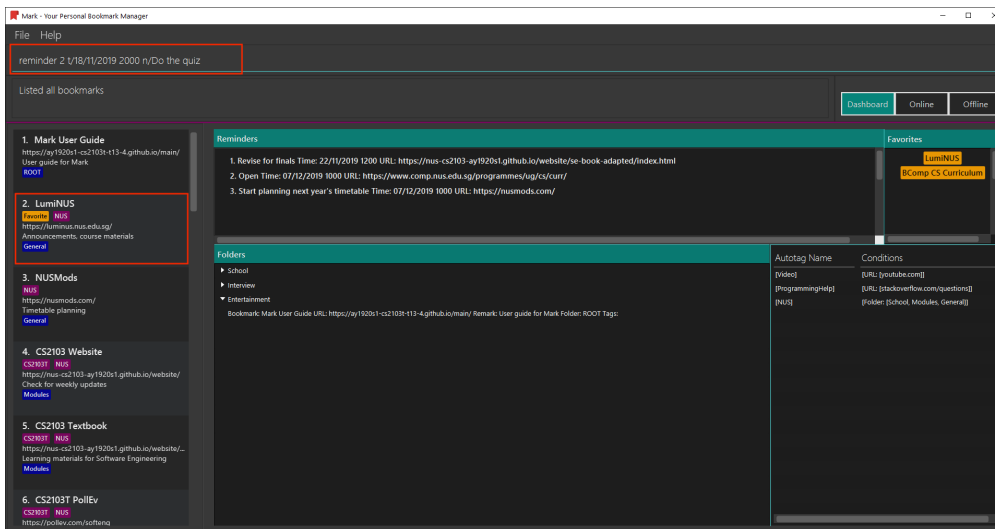 Mark - Your Personal Bookmark Manager
File Help
reminder 2 t/18/11/2019 2000 n/Do the quiz
Listed all bookmarks
Dashboard Online Offline
1. Mark User Guide
https://ay1920s1-cs2103t-t13-4.github.io/main/
User guide for Mark
ROOT
2. LumiNUS
Favorite NUS
https://luminus.nus.edu.sg/
Announcements, course materials
General
3. NUSMods
NUS
https://nusmods.com/
Timetable planning
General
4. CS2103 Website
CS2103T NUS
https://nus-cs2103-ay1920s1.github.io/website/
Check for weekly updates
Modules
5. CS2103 Textbook
CS2103T NUS
https://nus-cs2103-ay1920s1.github.io/website/...
Learning materials for Software Engineering
Modules
6. CS2103T PollEv
CS2103T NUS
https://pollev.com/softeng
Reminders
1. Revise for finals Time: 22/11/2019 1200 URL: https://nus-cs2103-ay1920s1.github.io/website/se-book-adapted/index.html
2. Open Time: 07/12/2019 1000 URL: https://www.comp.nus.edu.sg/programmes/ug/cs/curr/
3. Start planning next year's timetable Time: 07/12/2019 1000 URL: https://nusmods.com/
Favorites
LumiNUS
BComp CS Curriculum
Folders
School
Interview
Entertainment
Bookmark: Mark User Guide URL: https://ay1920s1-cs2103t-t13-4.github.io/main/ Remark: User guide for Mark Folder: ROOT Tags:
Autotag Name Conditions
[Video] [URL: [youtube.com]]
[ProgrammingHelp] [URL: [stackoverflow.com/questions]]
[NUS] [Folder: [School, Modules, General]]